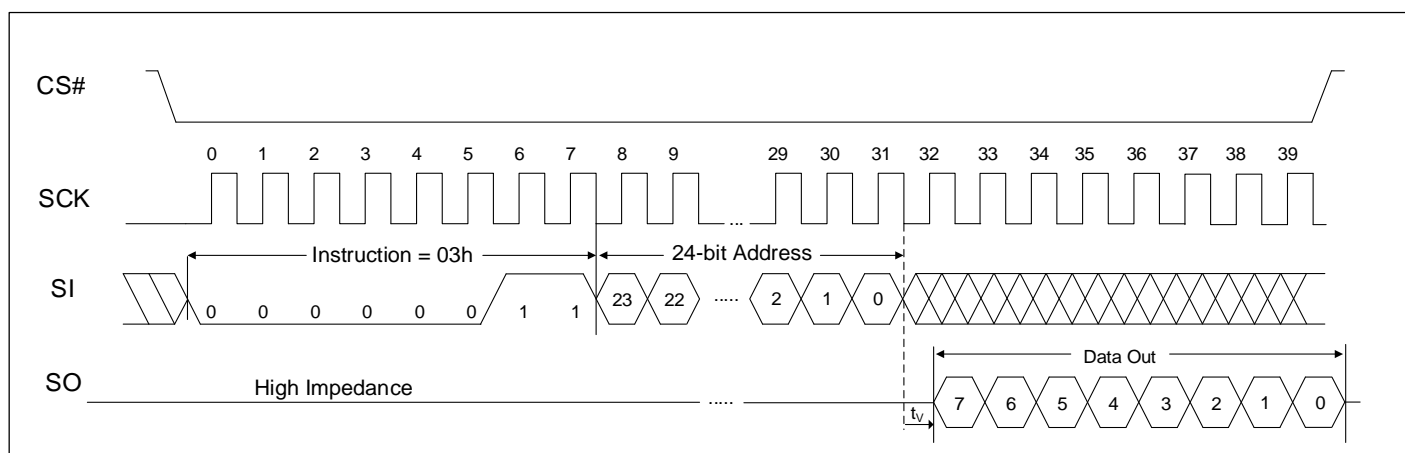 CS#
0 1 2 3 4 5 6 7 8 9 29 30 31 32 33 34 35 36 37 38 39
SCK ...
Instruction = 03h 24-bit Address
SI 0 0 0 0 0 0 1 1 23 22 ..... 2 1 0
Data Out
SO High Impedance ..... tV 7 6 5 4 3 2 1 0